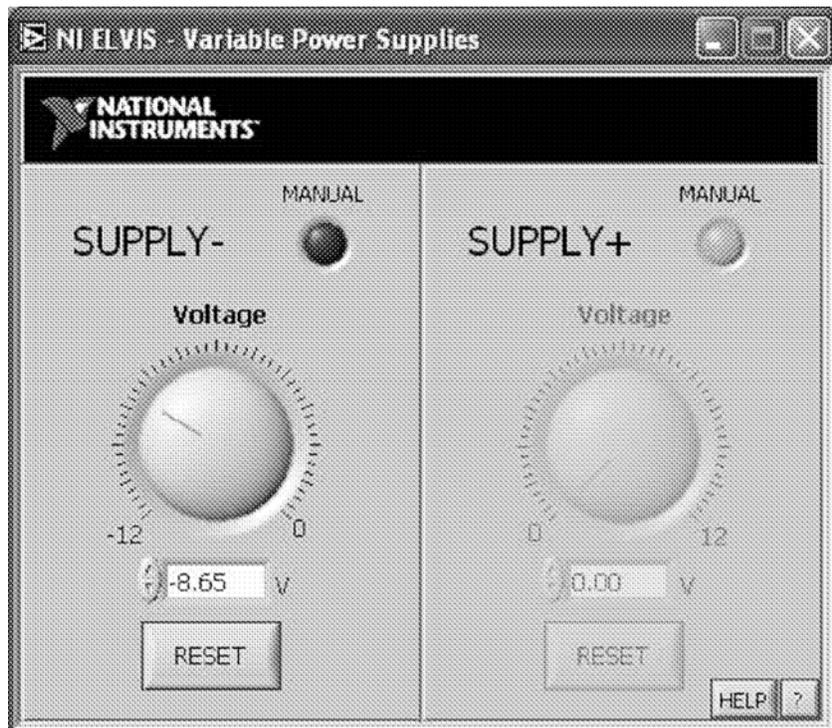 NI ELVIS - Variable Power Supplies
NATIONAL
INSTRUMENTS™
MANUAL
SUPPLY-
Voltage
-12
0
-8.65 V
RESET
MANUAL
SUPPLY+
Voltage
0
12
0.00 V
RESET
HELP ?